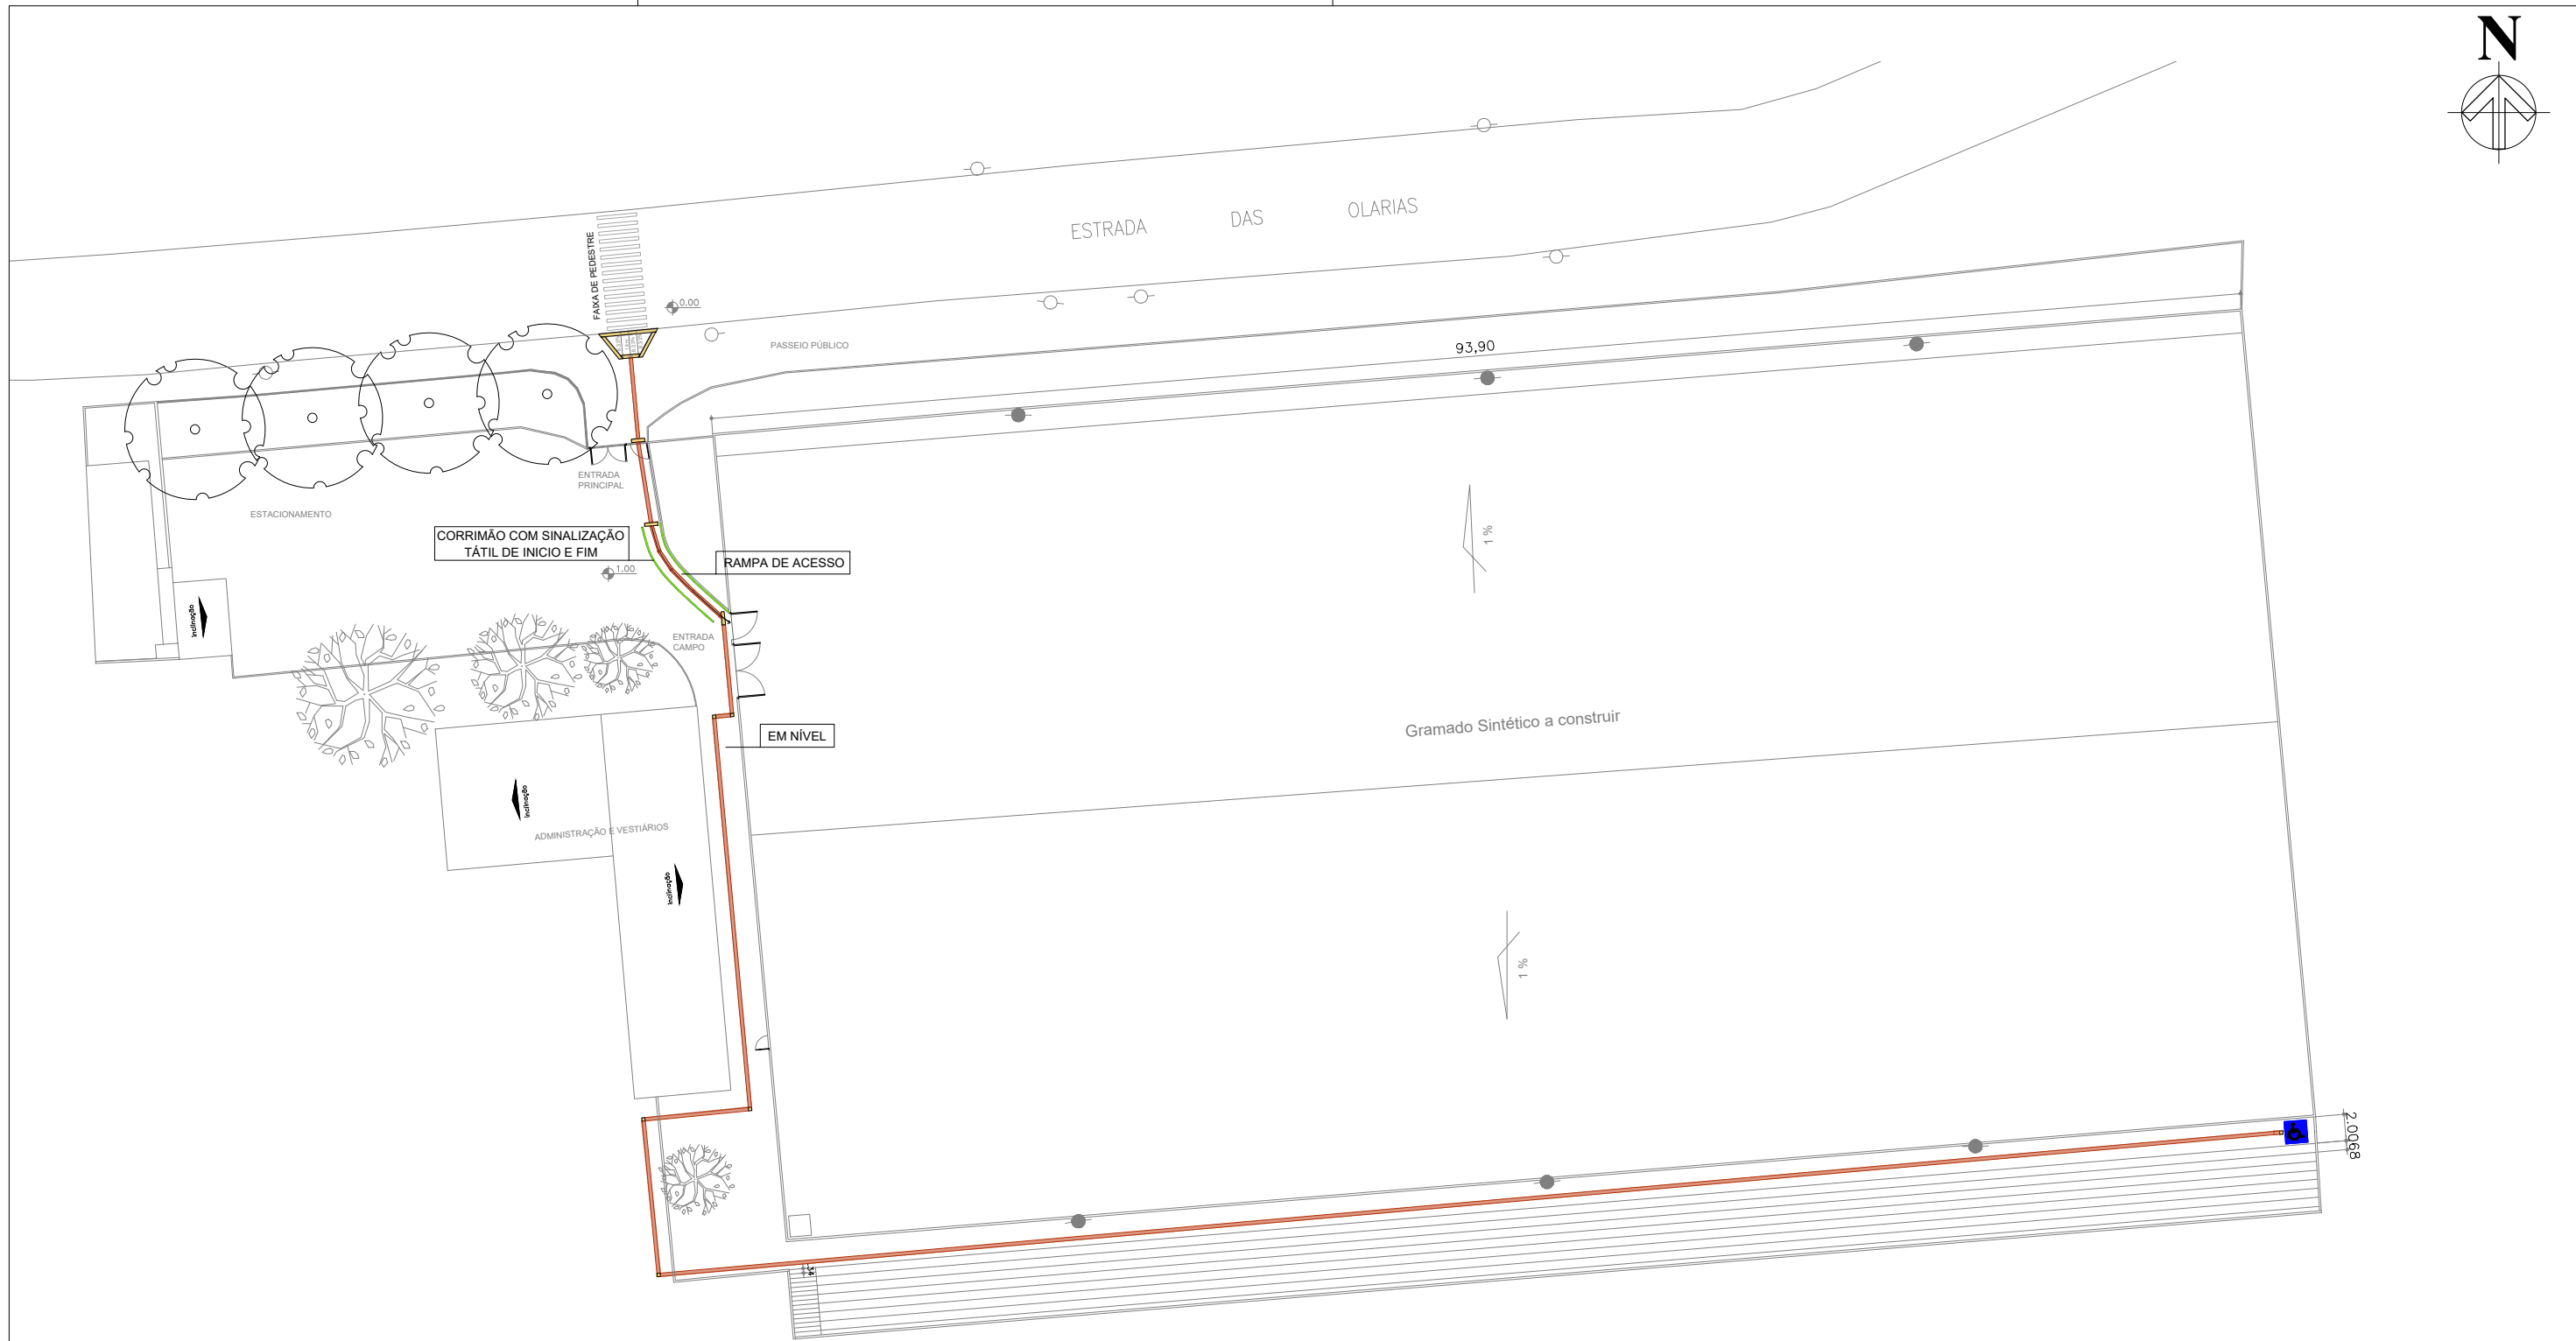 N
ESTRADA DAS OLARIAS
FAIXA DE PEDESTRE
0.00
PASSEIO PÚBLICO
93,90
ENTRADA
PRINCIPAL
ESTACIONAMENTO
CORRIMÃO COM SINALIZAÇÃO
TÁTIL DE INICIO E FIM
RAMPA DE ACESSO
1 %
1.00
Inclinação
ENTRADA
CAMPO
EM NÍVEL
Gramado Sintético a construir
Inclinação
ADMINISTRAÇÃO E VESTIÁRIOS
Inclinação
1 %
2.00
68